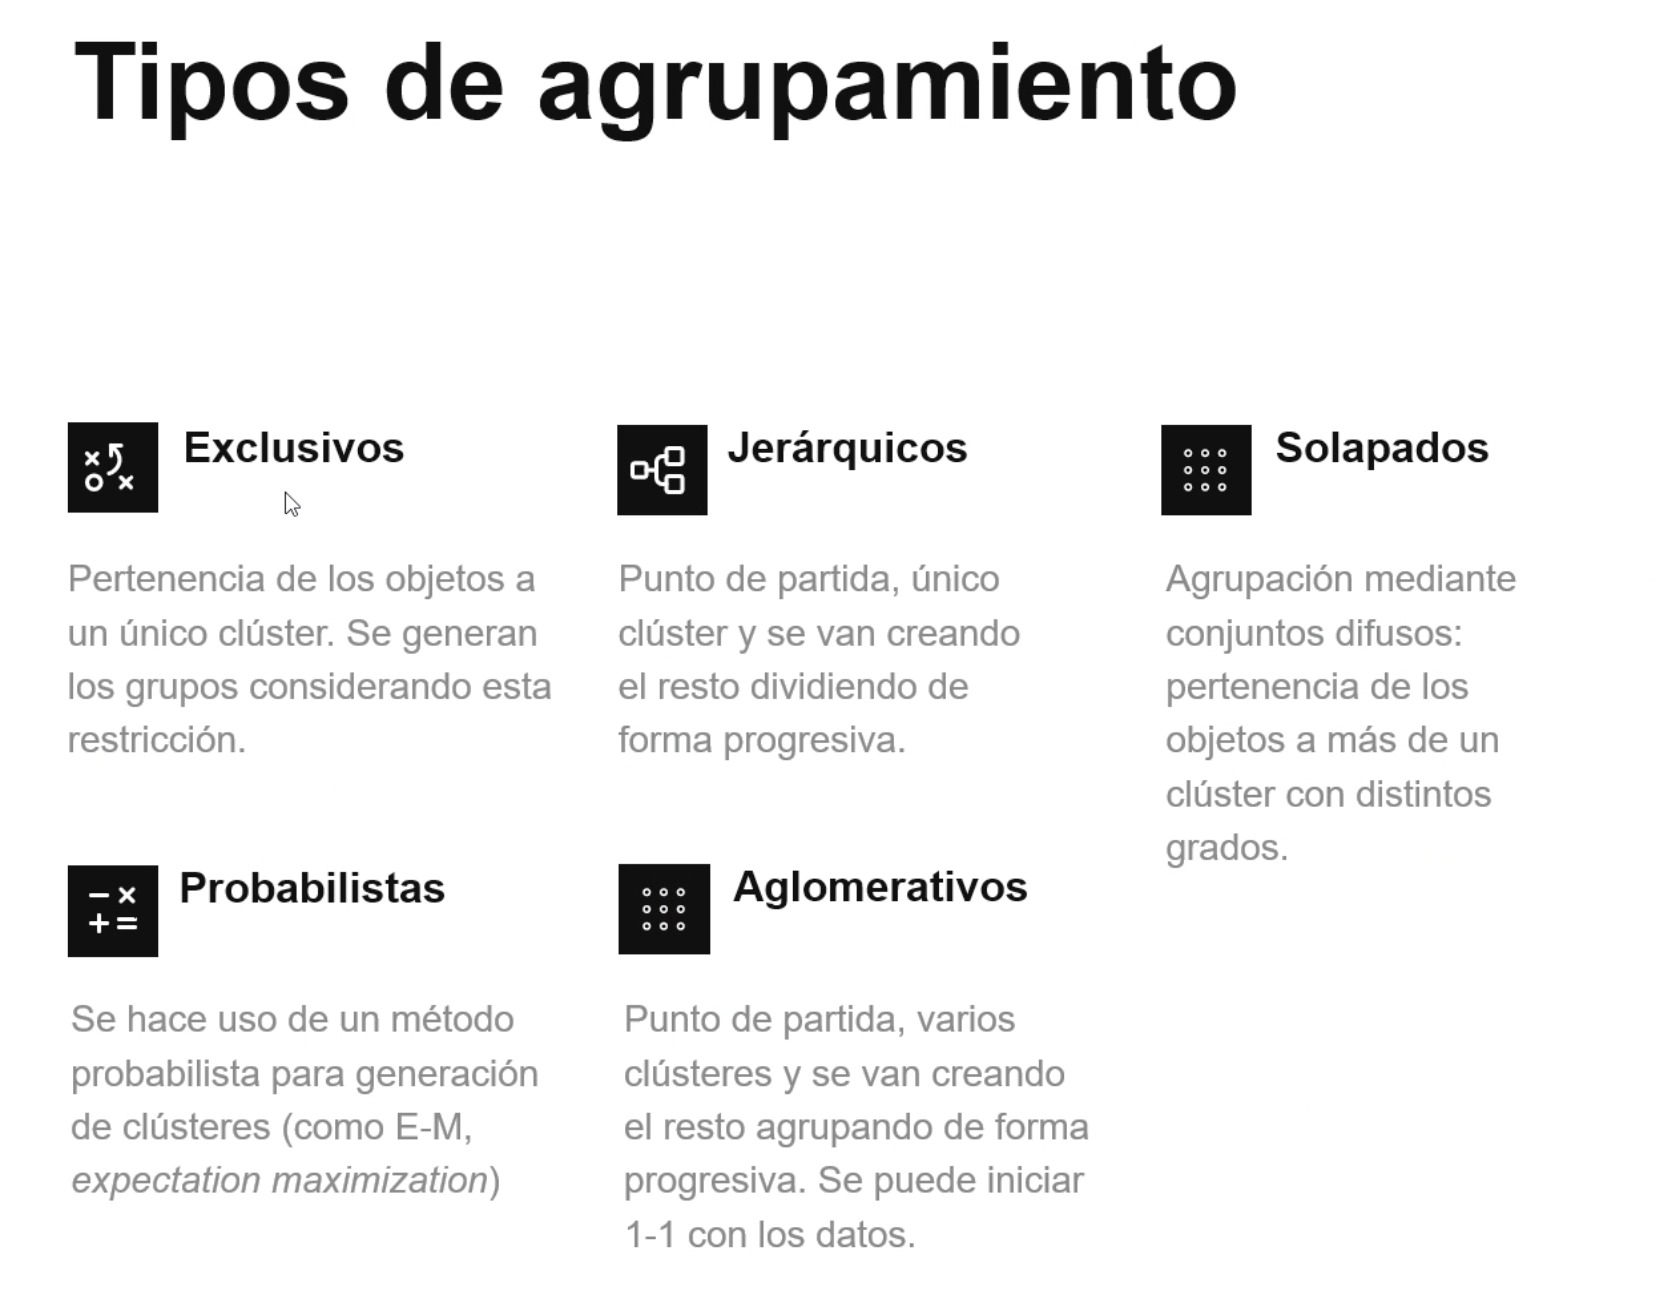 Tipos de agrupamiento
Exclusivos
Pertenencia de los objetos a
un único clúster. Se generan
los grupos considerando esta
restricción.
Jerárquicos
Punto de partida, único
clúster y se van creando
el resto dividiendo de
forma progresiva.
Solapados
Agrupación mediante
conjuntos difusos:
pertenencia de los
objetos a más de un
clúster con distintos
grados.
Probabilistas
Se hace uso de un método
probabilista para generación
de clústeres (como E-M,
expectation maximization)
Aglomerativos
Punto de partida, varios
clústeres y se van creando
el resto agrupando de forma
progresiva. Se puede iniciar
1-1 con los datos.